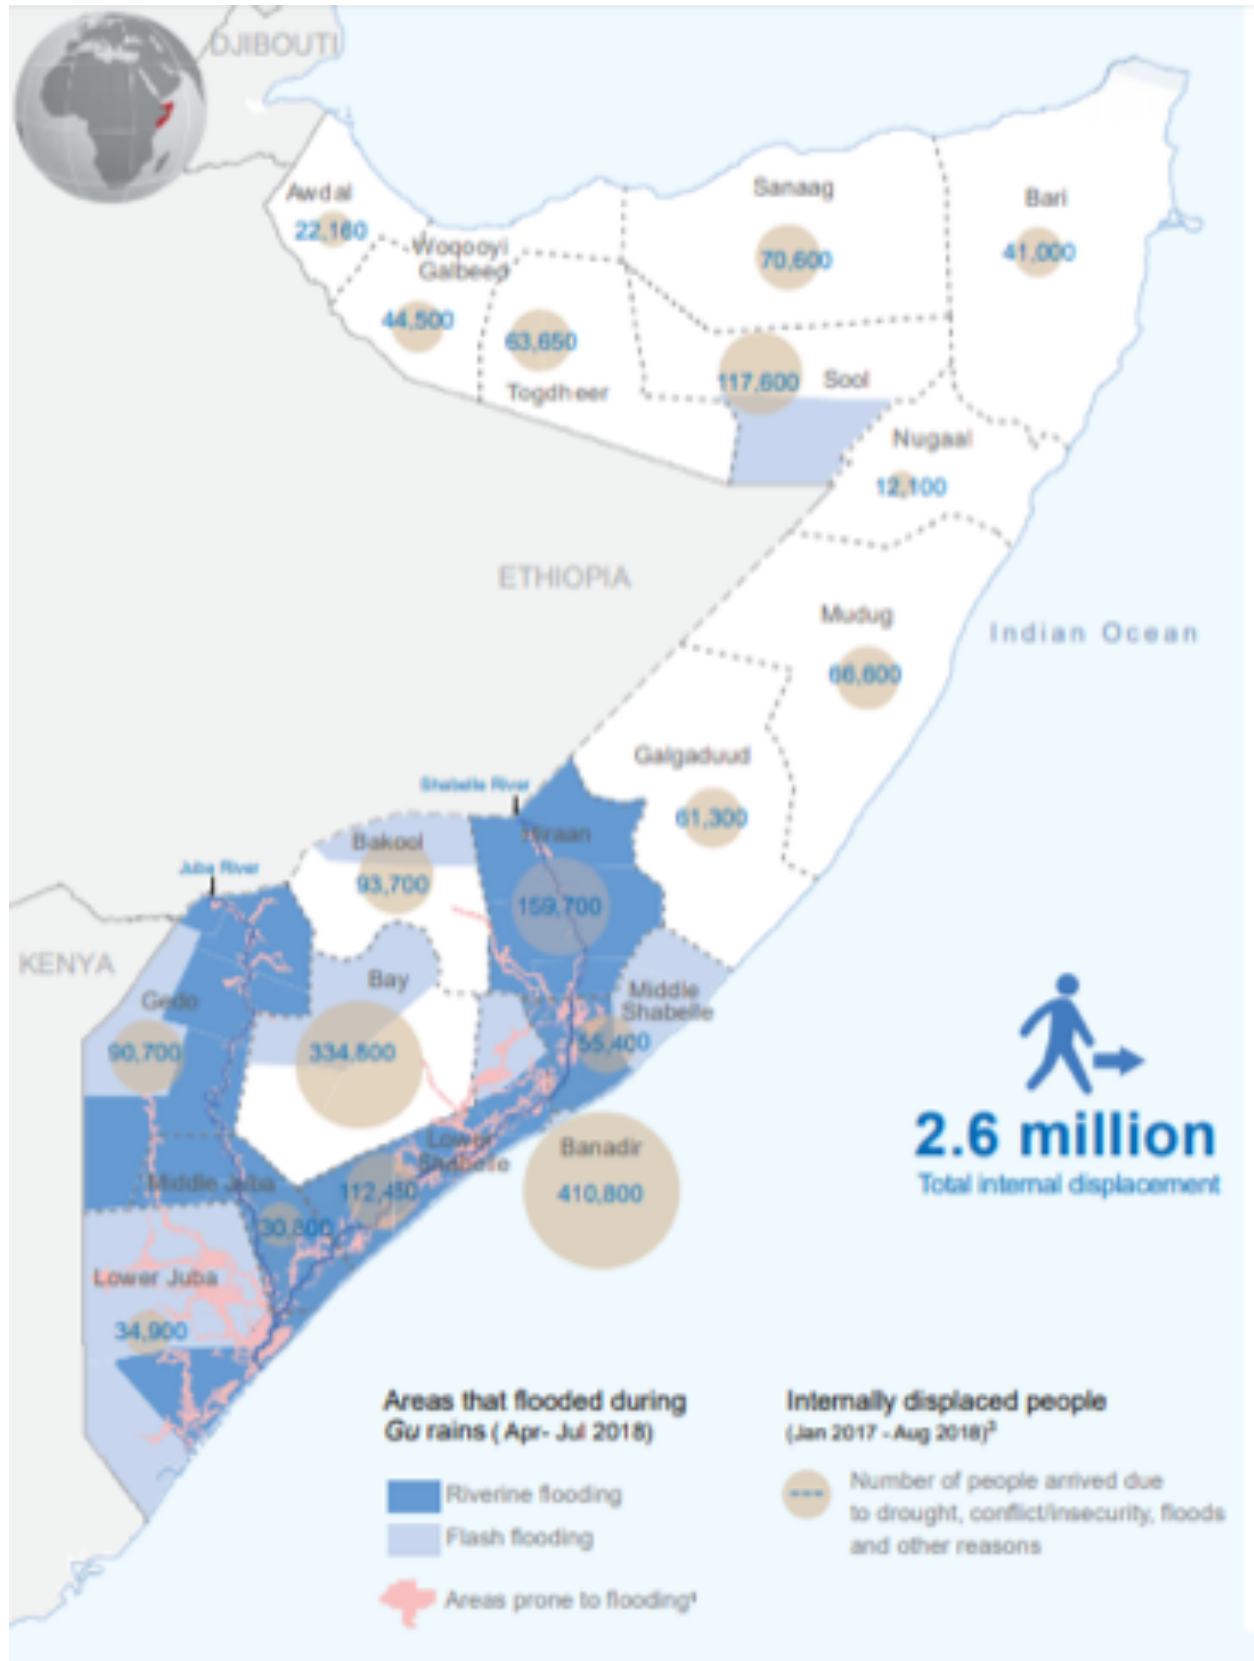 DJIBOUTI
Awdal
22,160
Woqooyi
Galbeed
44,500
63,650
Togdheer
Sanaag
70,600
Bari
41,000
117,600
Sool
Nugaal
12,100
ETHIOPIA
Mudug
66,600
Indian Ocean
Galgaduud
61,300
Shabelle River
Hiraan
159,700
Bakool
93,700
Juba River
KENYA
Gedo
90,700
Bay
334,800
Middle
Shabelle
55,400
Lower
Shabelle
112,450
Banadir
410,800
Middle Juba
30,800
Lower Juba
34,900
2.6 million
Total internal displacement
Areas that flooded during
Gu rains ( Apr- Jul 2018)
Riverine flooding
Flash flooding
Areas prone to flooding⁴
Internally displaced people
(Jan 2017 - Aug 2018)³
Number of people arrived due
to drought, conflict/insecurity, floods
and other reasons